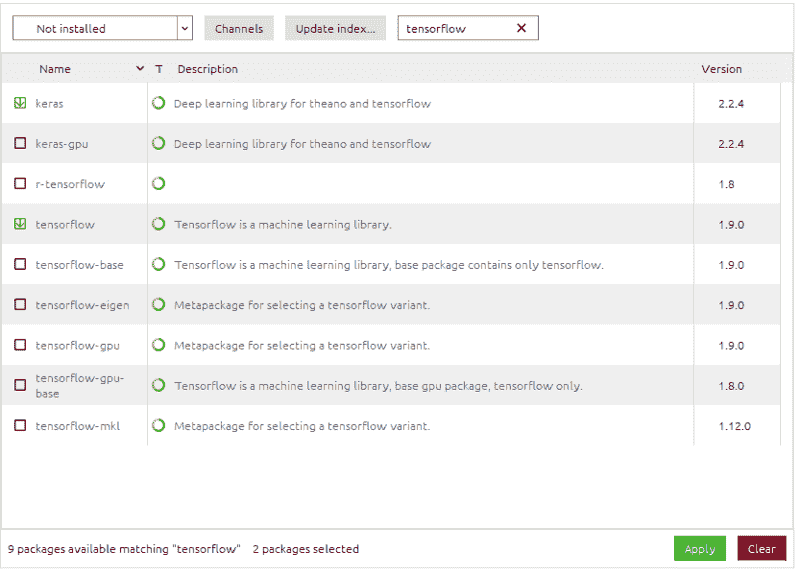 Not installed Channels Update index... tensorflow
Name T Description Version
keras Deep learning library for theano and tensorflow 2.2.4
keras-gpu Deep learning library for theano and tensorflow 2.2.4
r-tensorflow 1.8
tensorflow Tensorflow is a machine learning library. 1.9.0
tensorflow-base Tensorflow is a machine learning library, base package contains only tensorflow. 1.9.0
tensorflow-eigen Metapackage for selecting a tensorflow variant. 1.9.0
tensorflow-gpu Metapackage for selecting a tensorflow variant. 1.9.0
tensorflow-gpu-
base Tensorflow is a machine learning library, base gpu package, tensorflow only. 1.8.0
tensorflow-mkl Metapackage for selecting a tensorflow variant. 1.12.0
9 packages available matching "tensorflow" 2 packages selected Apply Clear